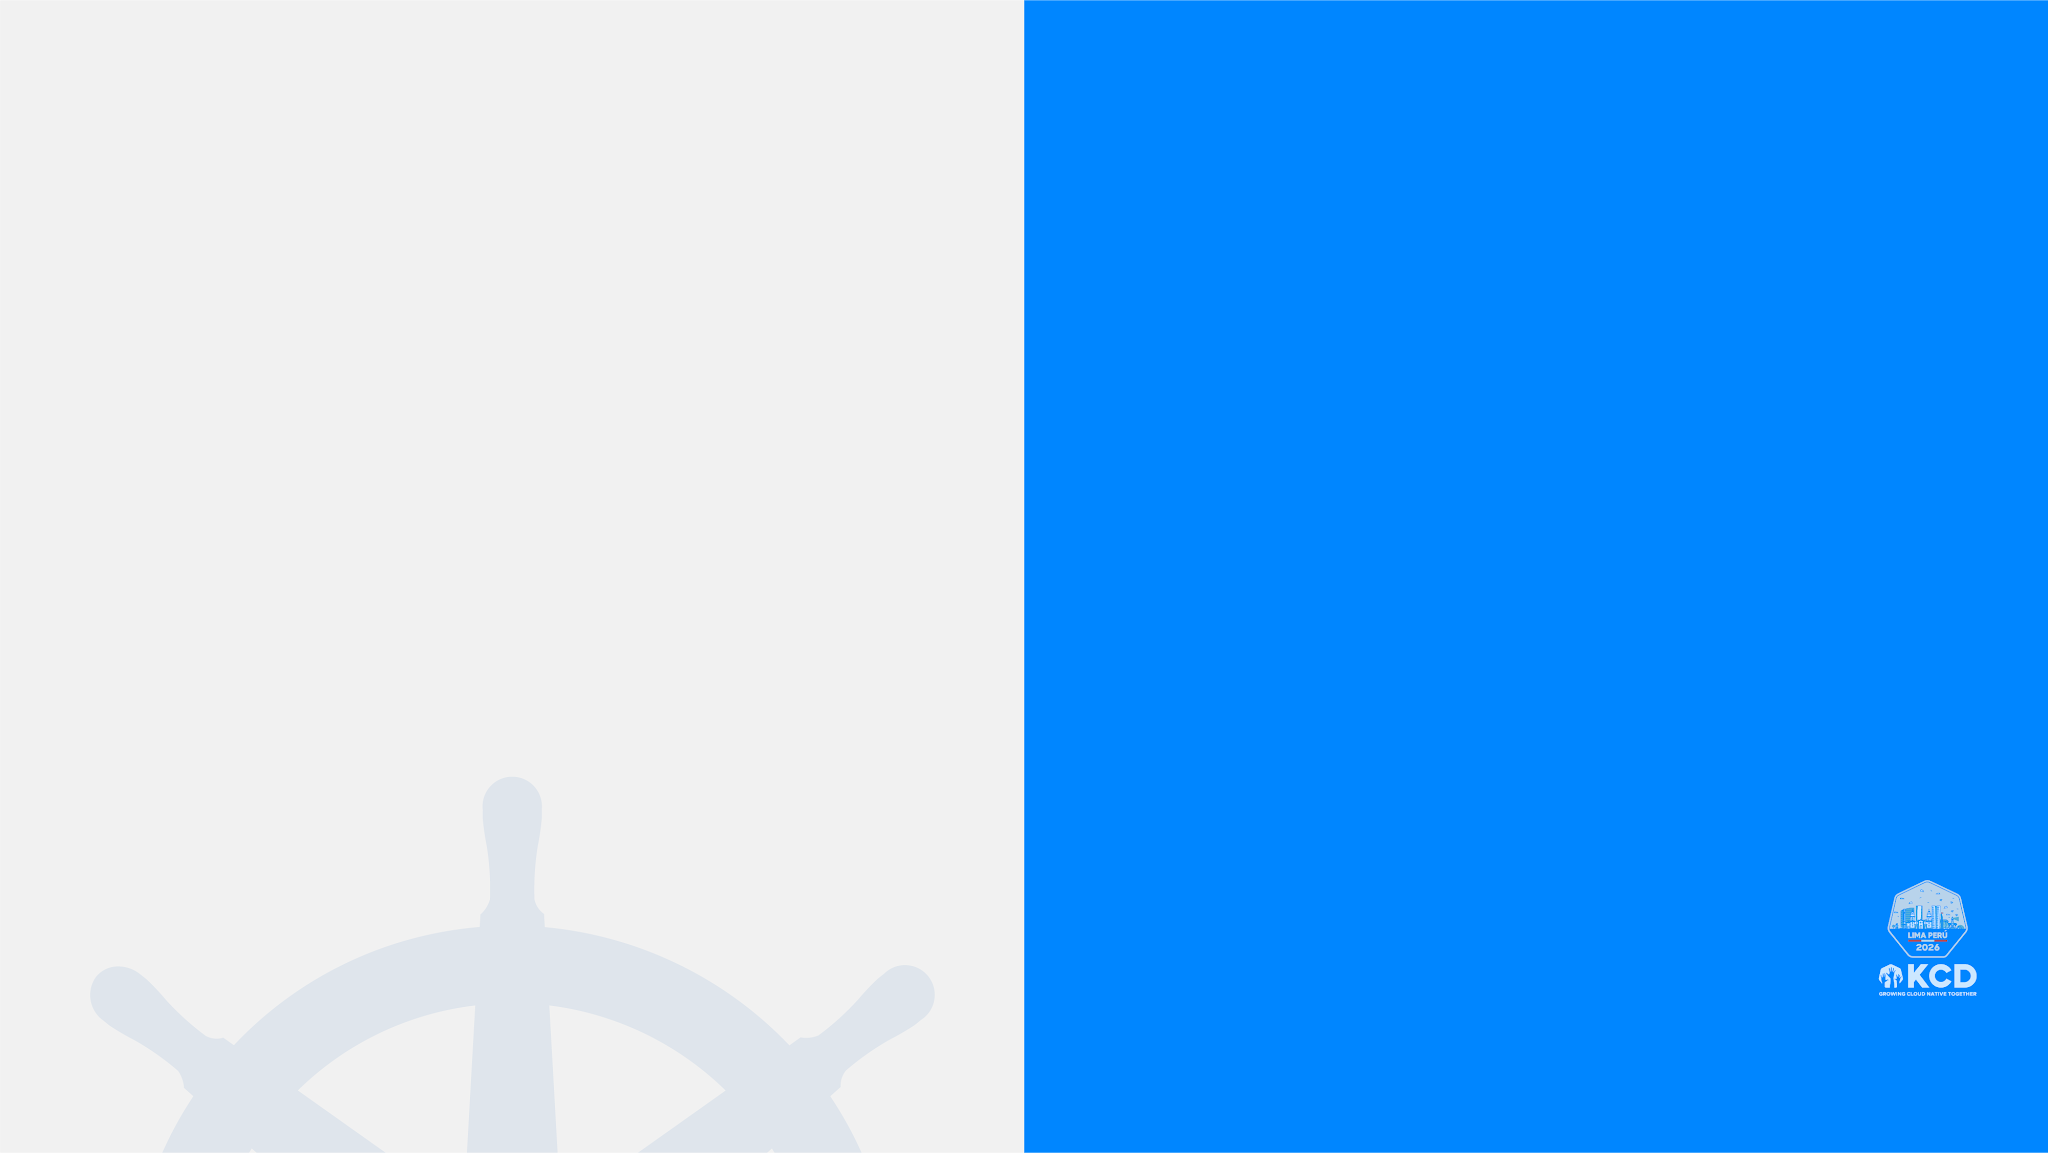 LIMA PERÚ
2026
KCD
GROWING CLOUD NATIVE TOGETHER